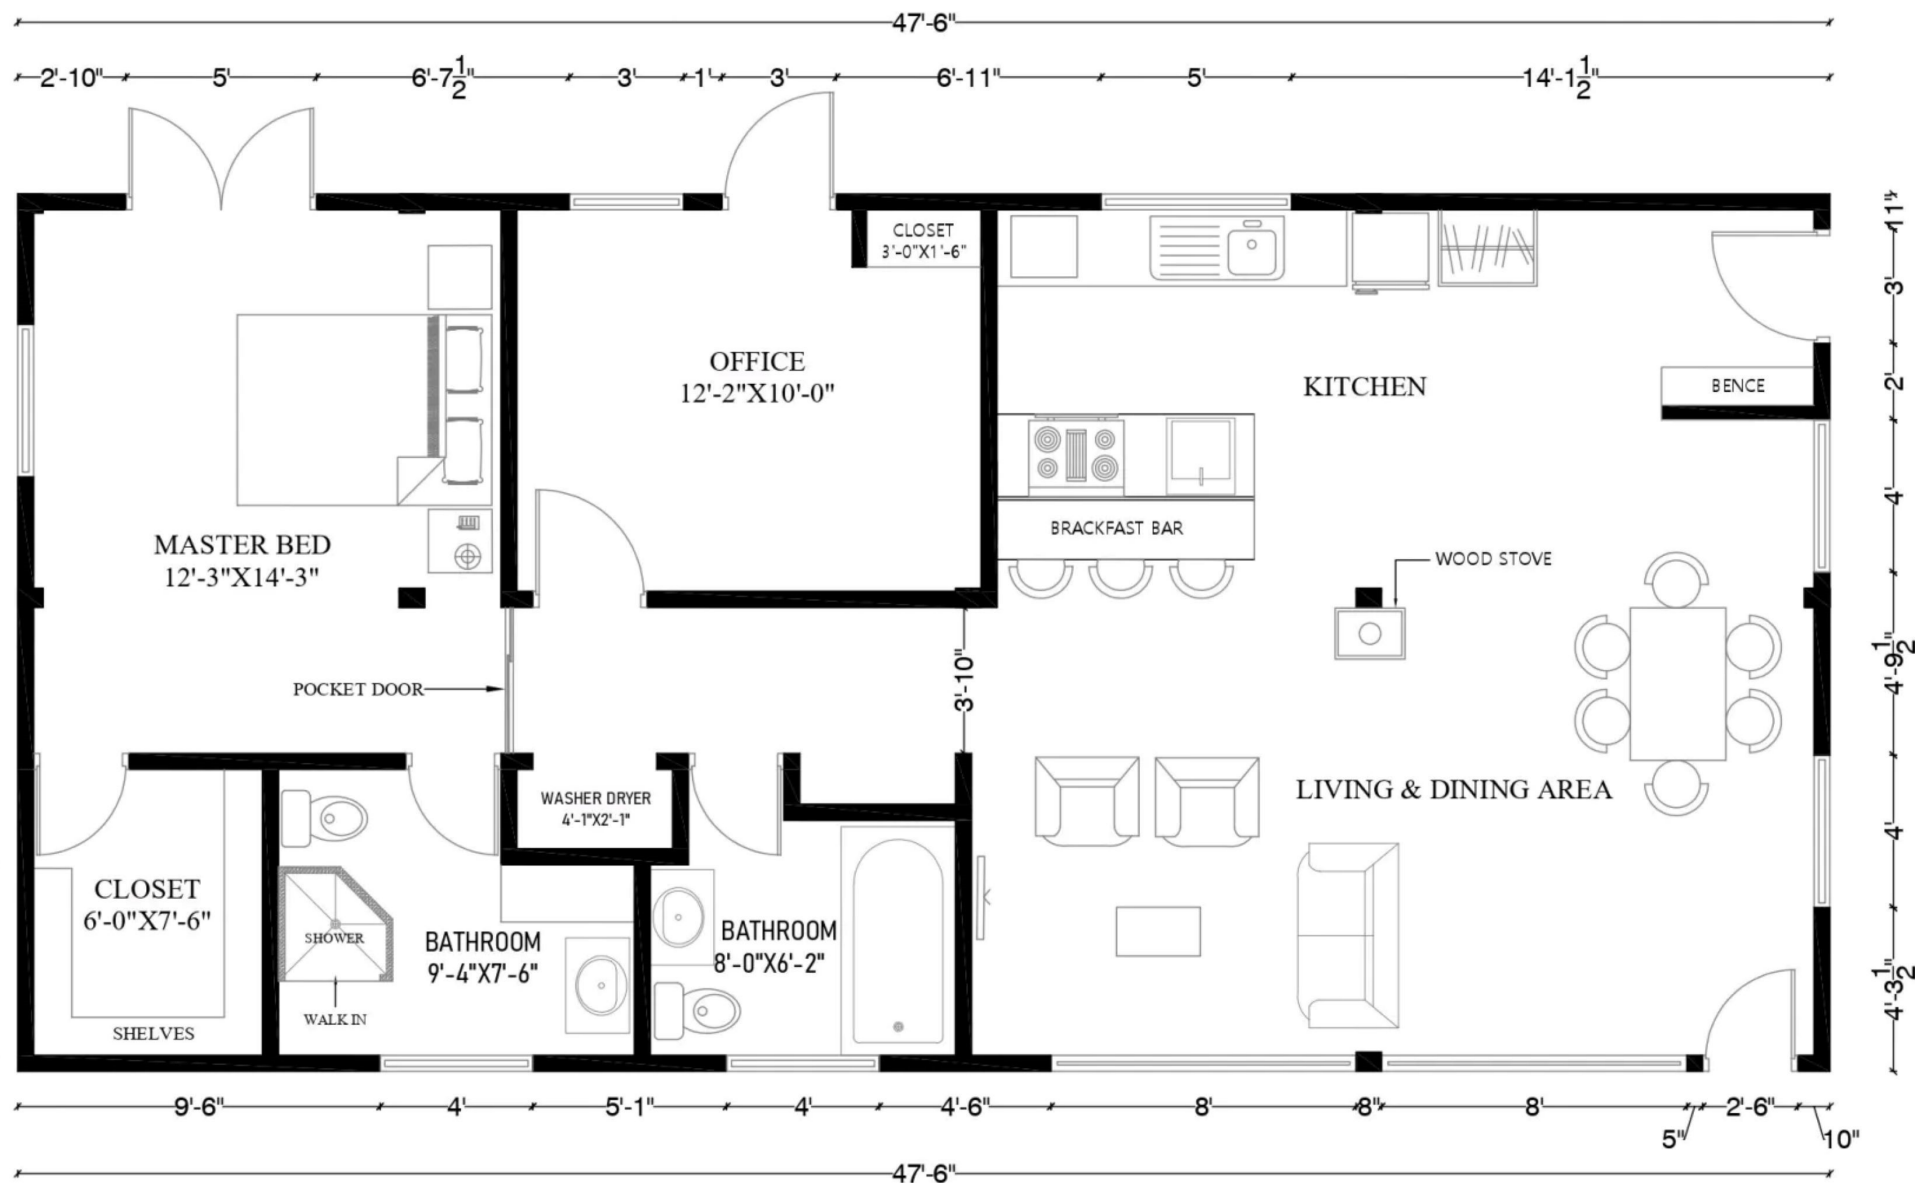 47'-6"
2'-10" 5' 6'-7 1/2" 3' 1' 3' 6'-11" 5' 14'-1 1/2"
CLOSET
3'-0"X1'-6"
11"
3'
2'
4'
4'-9 1/2"
4'
4'-3 1/2"
OFFICE
12'-2"X10'-0"
KITCHEN
BENCE
BRACKFAST BAR
WOOD STOVE
MASTER BED
12'-3"X14'-3"
POCKET DOOR
3'-10"
WASHER DRYER
4'-1"X2'-1"
LIVING & DINING AREA
CLOSET
6'-0"X7'-6"
SHELVES
SHOWER
WALK IN
BATHROOM
9'-4"X7'-6"
BATHROOM
8'-0"X6'-2"
9'-6" 4' 5'-1" 4' 4'-6" 8' 8" 8' 5" 2'-6" 10"
47'-6"